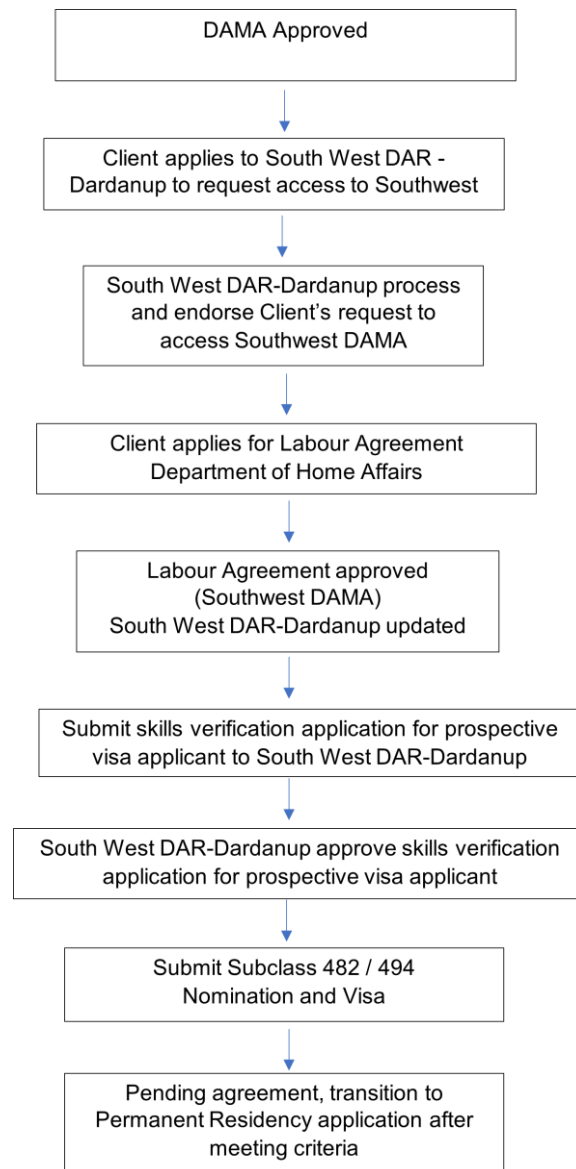 DAMA Approved
Client applies to South West DAR -
Dardanup to request access to Southwest
South West DAR-Dardanup process
and endorse Client's request to
access Southwest DAMA
Client applies for Labour Agreement
Department of Home Affairs
Labour Agreement approved
(Southwest DAMA)
South West DAR-Dardanup updated
Submit skills verification application for prospective
visa applicant to South West DAR-Dardanup
South West DAR-Dardanup approve skills verification
application for prospective visa applicant
Submit Subclass 482 / 494
Nomination and Visa
Pending agreement, transition to
Permanent Residency application after
meeting criteria